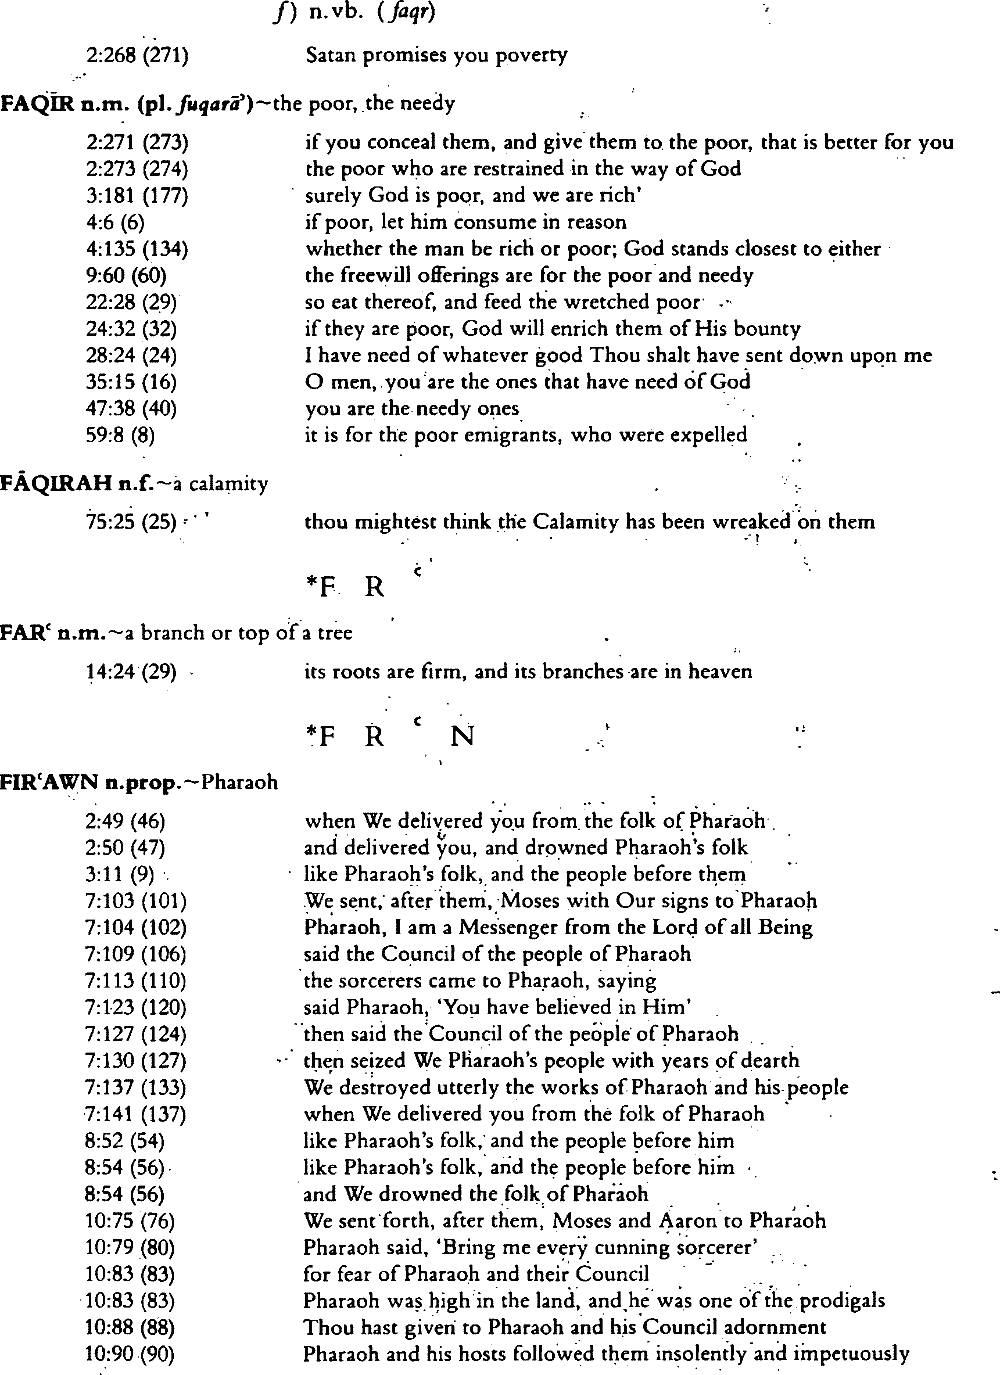 f) n.vb. (faqr)
2:268 (271) Satan promises you poverty
FAQĪR n.m. (pl. fuqarāʾ)~the poor, the needy
2:271 (273) if you conceal them, and give them to the poor, that is better for you
2:273 (274) the poor who are restrained in the way of God
3:181 (177) surely God is poor, and we are rich'
4:6 (6) if poor, let him consume in reason
4:135 (134) whether the man be rich or poor; God stands closest to either
9:60 (60) the freewill offerings are for the poor and needy
22:28 (29) so eat thereof, and feed the wretched poor
24:32 (32) if they are poor, God will enrich them of His bounty
28:24 (24) I have need of whatever good Thou shalt have sent down upon me
35:15 (16) O men, you are the ones that have need of God
47:38 (40) you are the needy ones
59:8 (8) it is for the poor emigrants, who were expelled
FĀQIRAH n.f.~a calamity
75:25 (25) thou mightest think the Calamity has been wreaked on them
*F R ʿ
FARʿ n.m.~a branch or top of a tree
14:24 (29) its roots are firm, and its branches are in heaven
*F R ʿ N
FIRʿAWN n.prop.~Pharaoh
2:49 (46) when We delivered you from the folk of Pharaoh
2:50 (47) and delivered you, and drowned Pharaoh's folk
3:11 (9) like Pharaoh's folk, and the people before them
7:103 (101) We sent, after them, Moses with Our signs to Pharaoh
7:104 (102) Pharaoh, I am a Messenger from the Lord of all Being
7:109 (106) said the Council of the people of Pharaoh
7:113 (110) the sorcerers came to Pharaoh, saying
7:123 (120) said Pharaoh, 'You have believed in Him'
7:127 (124) then said the Council of the people of Pharaoh
7:130 (127) then seized We Pharaoh's people with years of dearth
7:137 (133) We destroyed utterly the works of Pharaoh and his people
7:141 (137) when We delivered you from the folk of Pharaoh
8:52 (54) like Pharaoh's folk, and the people before him
8:54 (56) like Pharaoh's folk, and the people before him
8:54 (56) and We drowned the folk of Pharaoh
10:75 (76) We sent forth, after them, Moses and Aaron to Pharaoh
10:79 (80) Pharaoh said, 'Bring me every cunning sorcerer'
10:83 (83) for fear of Pharaoh and their Council
10:83 (83) Pharaoh was high in the land, and he was one of the prodigals
10:88 (88) Thou hast given to Pharaoh and his Council adornment
10:90 (90) Pharaoh and his hosts followed them insolently and impetuously